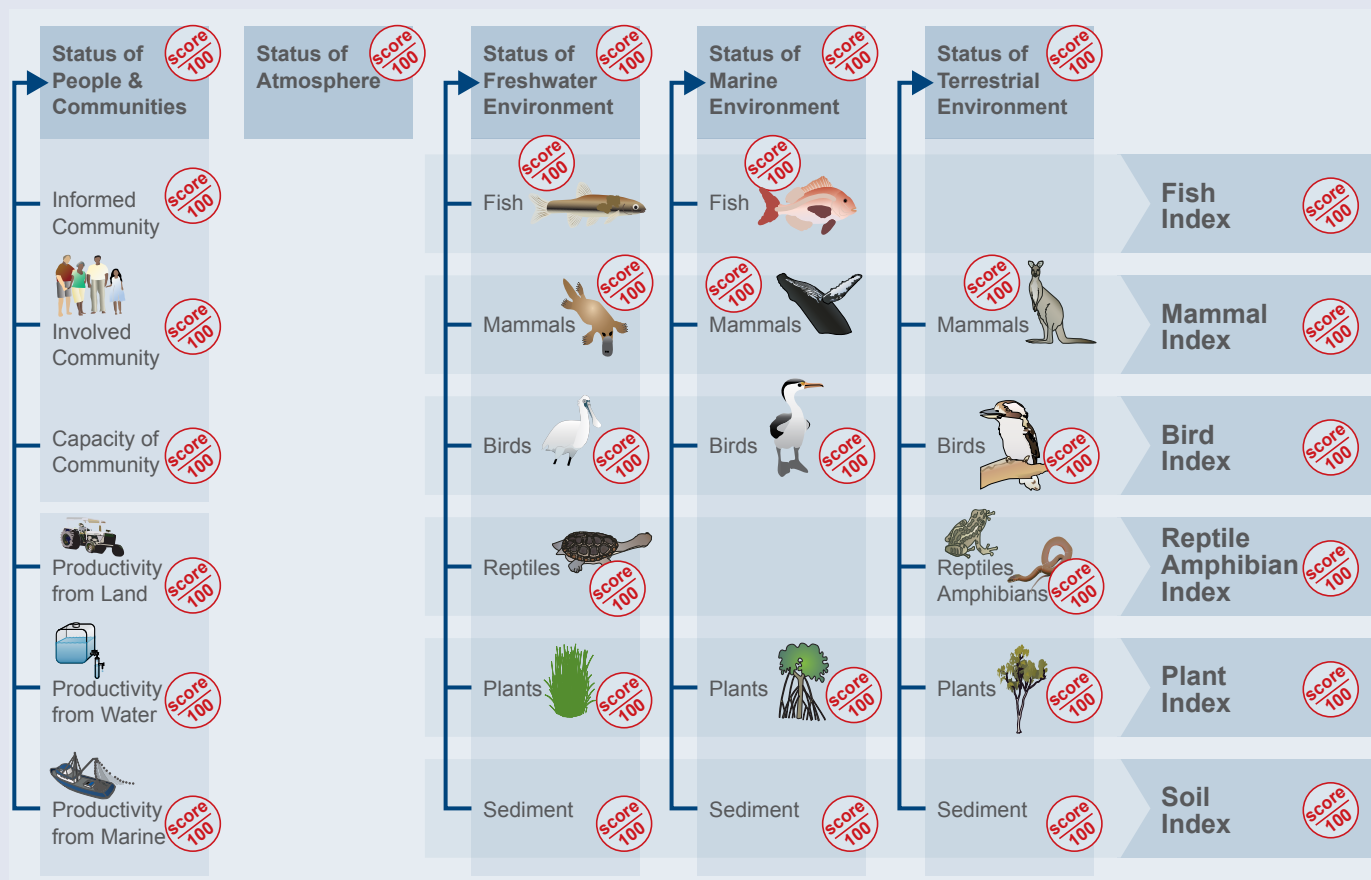 Status of
People &
Communities
score
100
Status of
Atmosphere
score
100
Status of
Freshwater
Environment
score
100
Status of
Marine
Environment
score
100
Status of
Terrestrial
Environment
score
100
Informed
Community
score
100
Fish
score
100
Fish
score
100
Fish
Index
score
100
Involved
Community
score
100
Mammals
score
100
Mammals
score
100
Mammals
score
100
Mammal
Index
score
100
Capacity of
Community
score
100
Birds
score
100
Birds
score
100
Birds
score
100
Bird
Index
score
100
Productivity
from Land
score
100
Reptiles
score
100
Reptiles
Amphibians
score
100
Reptile
Amphibian
Index
score
100
Productivity
from Water
score
100
Plants
score
100
Plants
score
100
Plants
score
100
Plant
Index
score
100
Productivity
from Marine
score
100
Sediment
score
100
Sediment
score
100
Sediment
score
100
Soil
Index
score
100